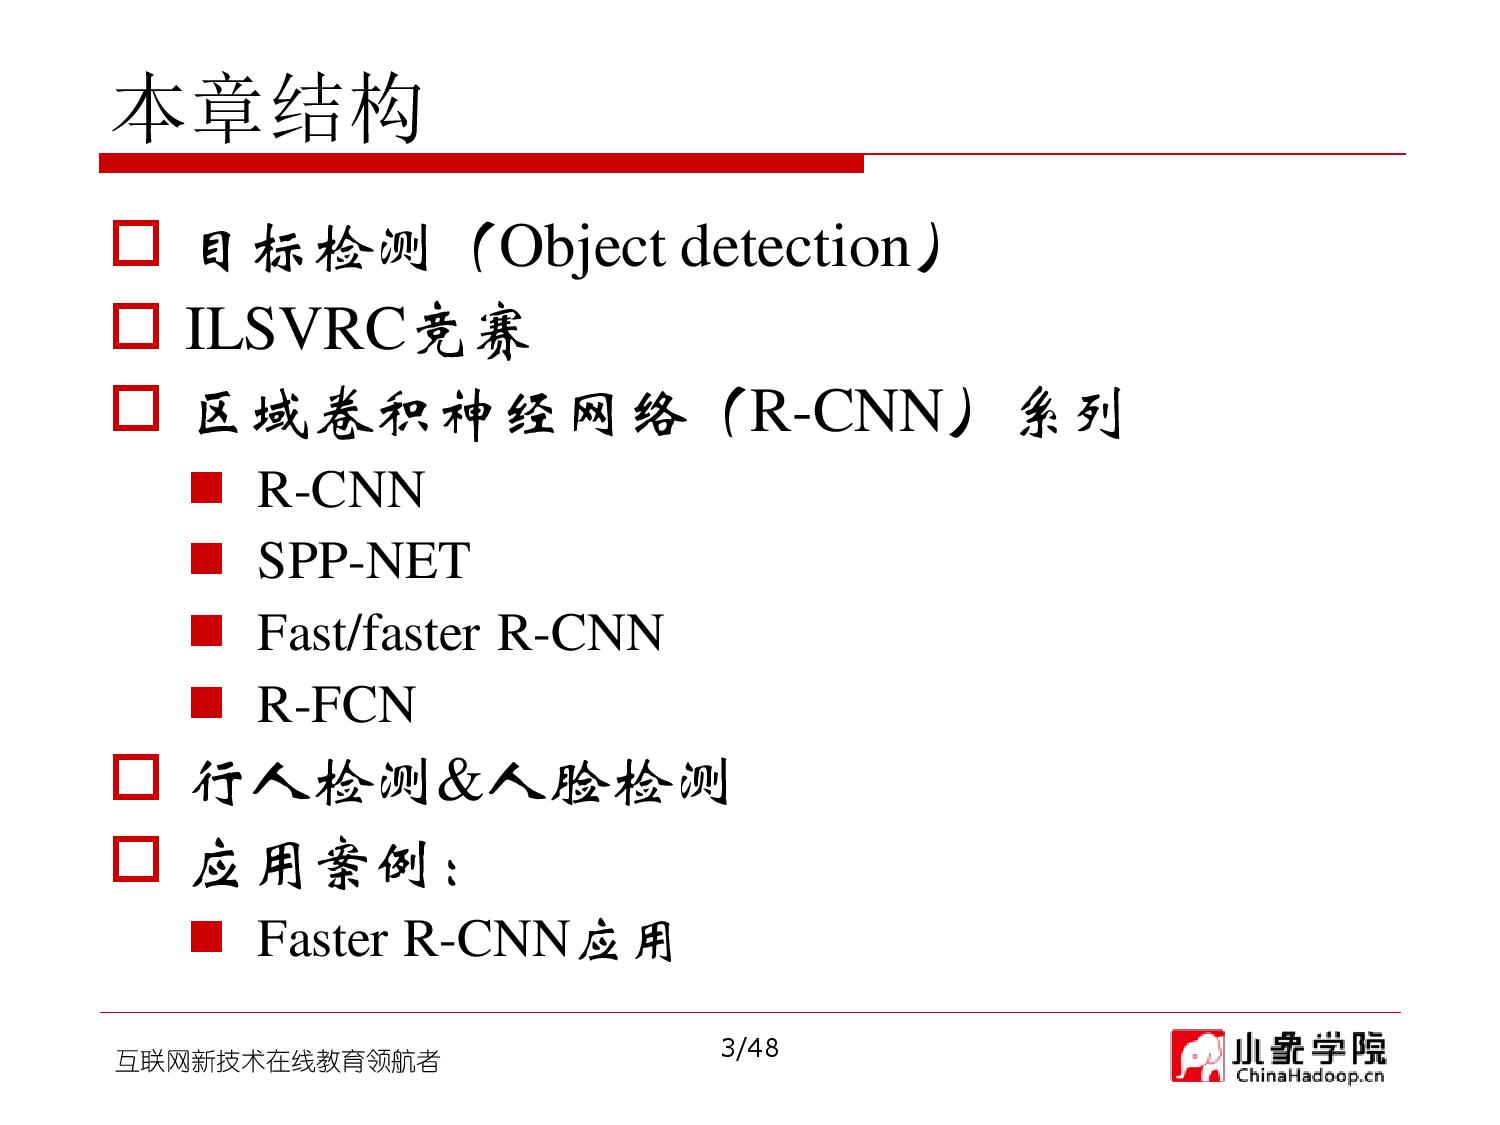 本章结构
目标检测（Object detection）
ILSVRC竞赛
区域卷积神经网络（R-CNN）系列
R-CNN
SPP-NET
Fast/faster R-CNN
R-FCN
行人检测&人脸检测
应用案例：
Faster R-CNN应用
互联网新技术在线教育领航者
3/48
小象学院
ChinaHadoop.cn